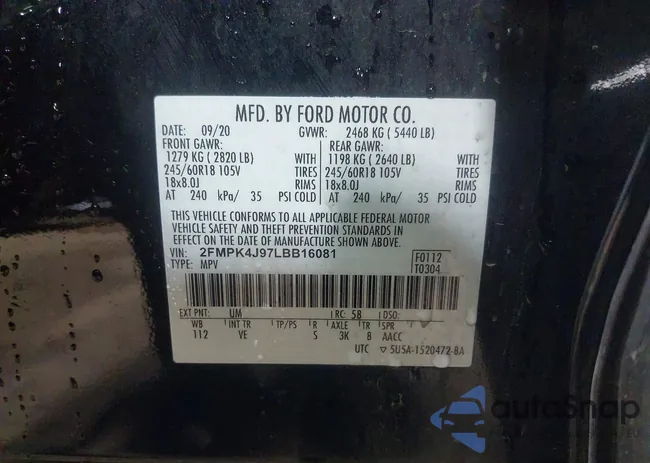 MFD. BY FORD MOTOR CO.
DATE: 09/20 GVWR: 2468 KG ( 5440 LB)
FRONT GAWR: REAR GAWR:
1279 KG ( 2820 LB) WITH 1198 KG ( 2640 LB) WITH
245/60R18 105V TIRES 245/60R18 105V TIRES
18x8.0J RIMS 18x8.0J RIMS
AT 240 kPa/ 35 PSI COLD AT 240 kPa/ 35 PSI COLD
THIS VEHICLE CONFORMS TO ALL APPLICABLE FEDERAL MOTOR
VEHICLE SAFETY AND THEFT PREVENTION STANDARDS
IN EFFECT ON THE DATE OF MANUFACTURE SHOWN ABOVE.
VIN: 2FMPK4J97LBB16081 F0112
TYPE: MPV T0304
EXT PNT: UM RC: 58 DSO:
WB INT TR TP/PS R AXLE TR SPR
112 VE S 3K 8 AACC
UTC ▽ 5U5A-1520472-BA
autoSnap